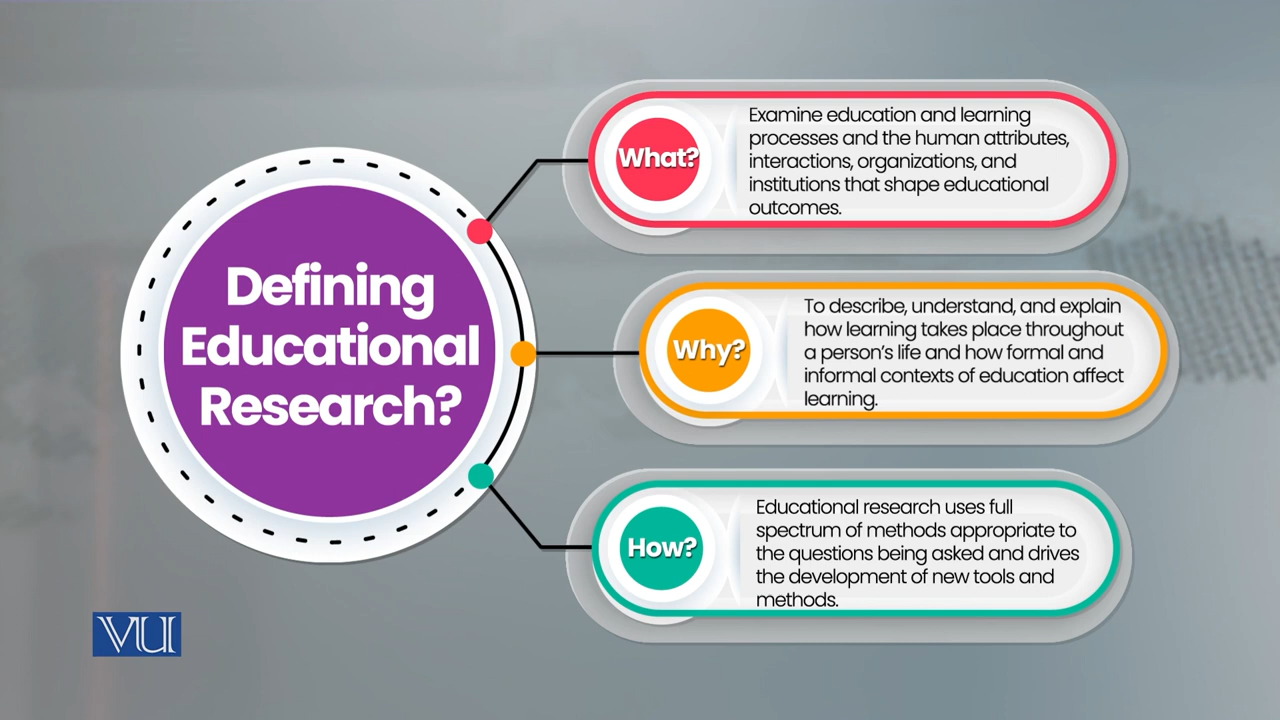 Defining
Educational
Research?
What?
Examine education and learning
processes and the human attributes,
interactions, organizations, and
institutions that shape educational
outcomes.
Why?
To describe, understand, and explain
how learning takes place throughout
a person's life and how formal and
informal contexts of education affect
learning.
How?
Educational research uses full
spectrum of methods appropriate to
the questions being asked and drives
the development of new tools and
methods.
VU